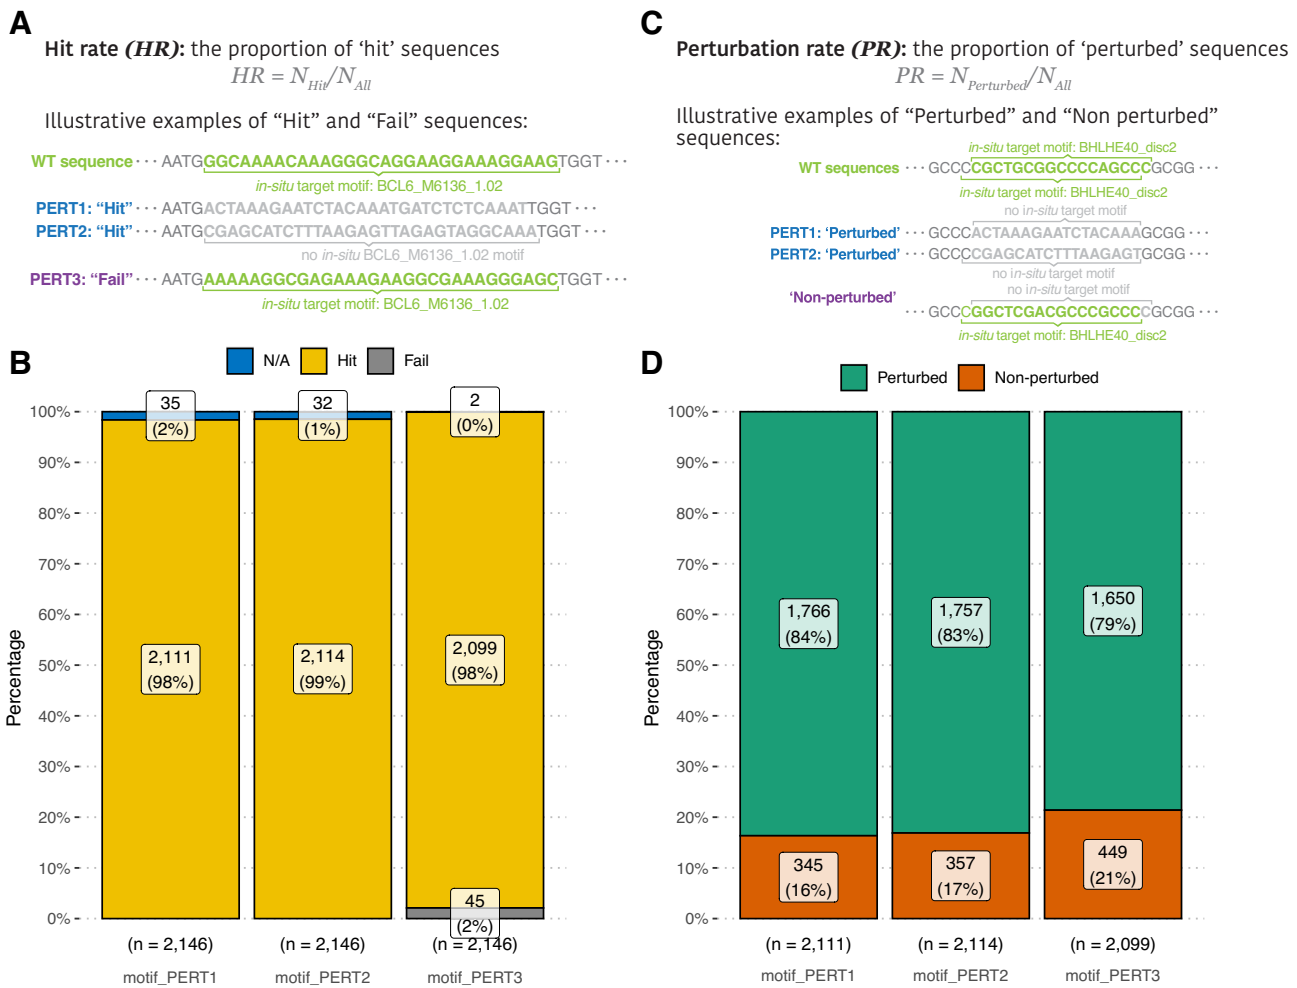 A
Hit rate (HR): the proportion of ‘hit’ sequences
HR = N_Hit/N_All
Illustrative examples of “Hit” and “Fail” sequences:
WT sequence ··· AATGGGCAAAACAAAGGGCAGGAAGGAAAGGAAGTGGT ···
in-situ target motif: BCL6_M6136_1.02
PERT1: “Hit” ··· AATGACTAAAGAATCTACAAATGATCTCTCAAATTGGT ···
PERT2: “Hit” ··· AATGCGAGCATCTTTAAGAGTTAGAGTAGGCAAATGGT ···
no in-situ BCL6_M6136_1.02 motif
PERT3: “Fail” ··· AATGAAAAAGGCGAGAAAGAAGGCGAAAGGGAGCTGGT ···
in-situ target motif: BCL6_M6136_1.02
C
Perturbation rate (PR): the proportion of ‘perturbed’ sequences
PR = N_Perturbed/N_All
Illustrative examples of “Perturbed” and “Non perturbed”
sequences:
in-situ target motif: BHLHE40_disc2
WT sequences ··· GCCCCGCTGCGGCCCCAGCCCGCGG ···
in-situ target motif: BHLHE40_disc2
no in-situ target motif
PERT1: ‘Perturbed’ ··· GCCCACTAAAGAATCTACAAAGCGG ···
PERT2: ‘Perturbed’ ··· GCCCCGAGCATCTTTAAGAGTGCGG ···
no in-situ target motif
no in-situ target motif
‘Non-perturbed’
··· GCCCGGCTCGACGCCCGCCCCGCGG ···
in-situ target motif: BHLHE40_disc2
B
N/A Hit Fail
Percentage
100%
90%
80%
70%
60%
50%
40%
30%
20%
10%
0%
35
(2%)
32
(1%)
2
(0%)
2,111
(98%)
2,114
(99%)
2,099
(98%)
45
(2%)
(n = 2,146) (n = 2,146) (n = 2,146)
motif_PERT1 motif_PERT2 motif_PERT3
D
Perturbed Non-perturbed
Percentage
100%
90%
80%
70%
60%
50%
40%
30%
20%
10%
0%
1,766
(84%)
1,757
(83%)
1,650
(79%)
345
(16%)
357
(17%)
449
(21%)
(n = 2,111) (n = 2,114) (n = 2,099)
motif_PERT1 motif_PERT2 motif_PERT3